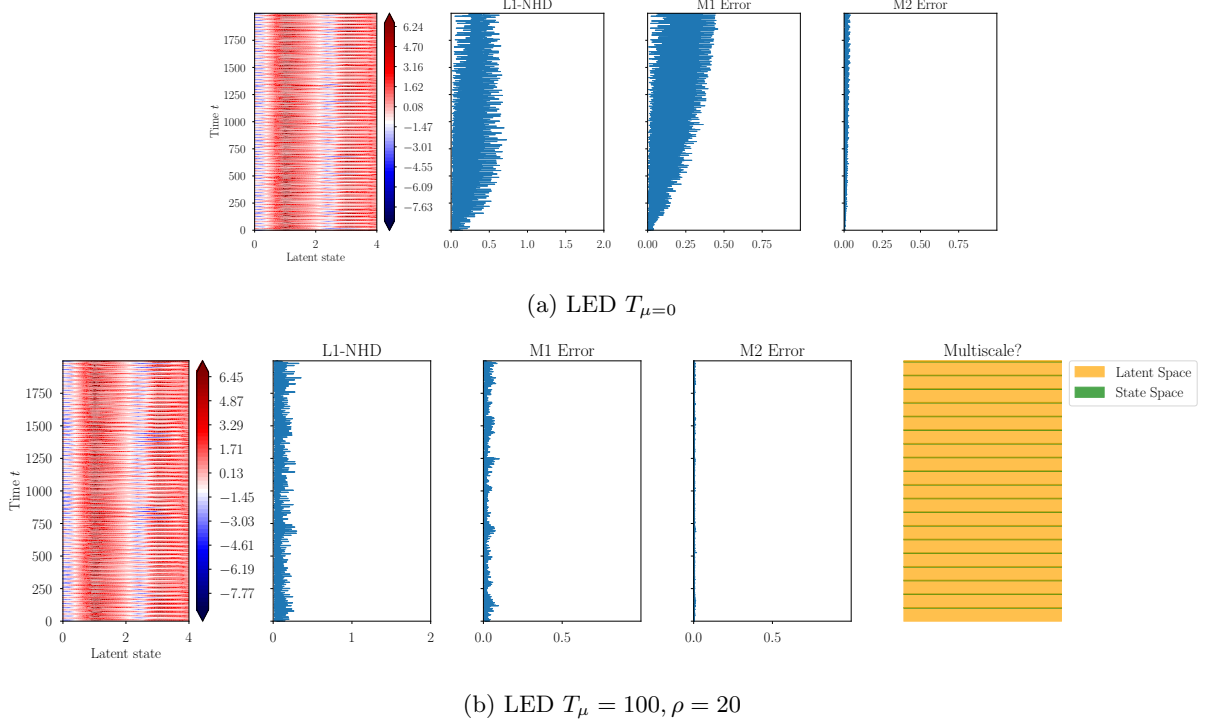 L1-NHD M1 Error M2 Error
6.24
4.70
3.16
1.62
0.08
−1.47
−3.01
−4.55
−6.09
−7.63
Time t
1750
1500
1250
1000
750
500
250
0
0 2 4
0.0 0.5 1.0 1.5 2.0
0.00 0.25 0.50 0.75
0.00 0.25 0.50 0.75
Latent state
(a) LED T_{μ=0}
L1-NHD M1 Error M2 Error Multiscale?
6.45
4.87
3.29
1.71
0.13
−1.45
−3.03
−4.61
−6.19
−7.77
Latent Space
State Space
Time t
1750
1500
1250
1000
750
500
250
0
0 2 4
0 1 2
0.0 0.5
0.0 0.5
Latent state
(b) LED T_μ = 100, ρ = 20